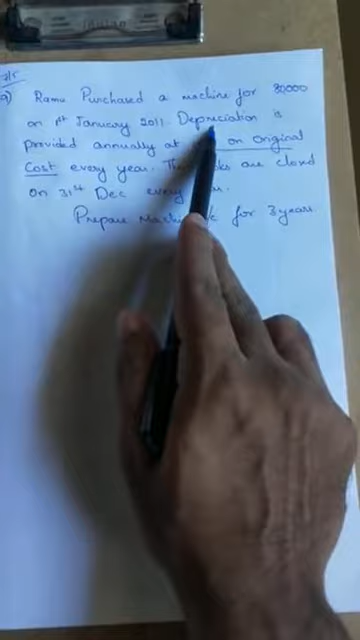 9) Ramu Purchased a machine for 80000
on 1st January 2011. Depreciation is
provided annually at on Original
Cost every year. The are closed
on 31st Dec every
Prepare for 3 years.